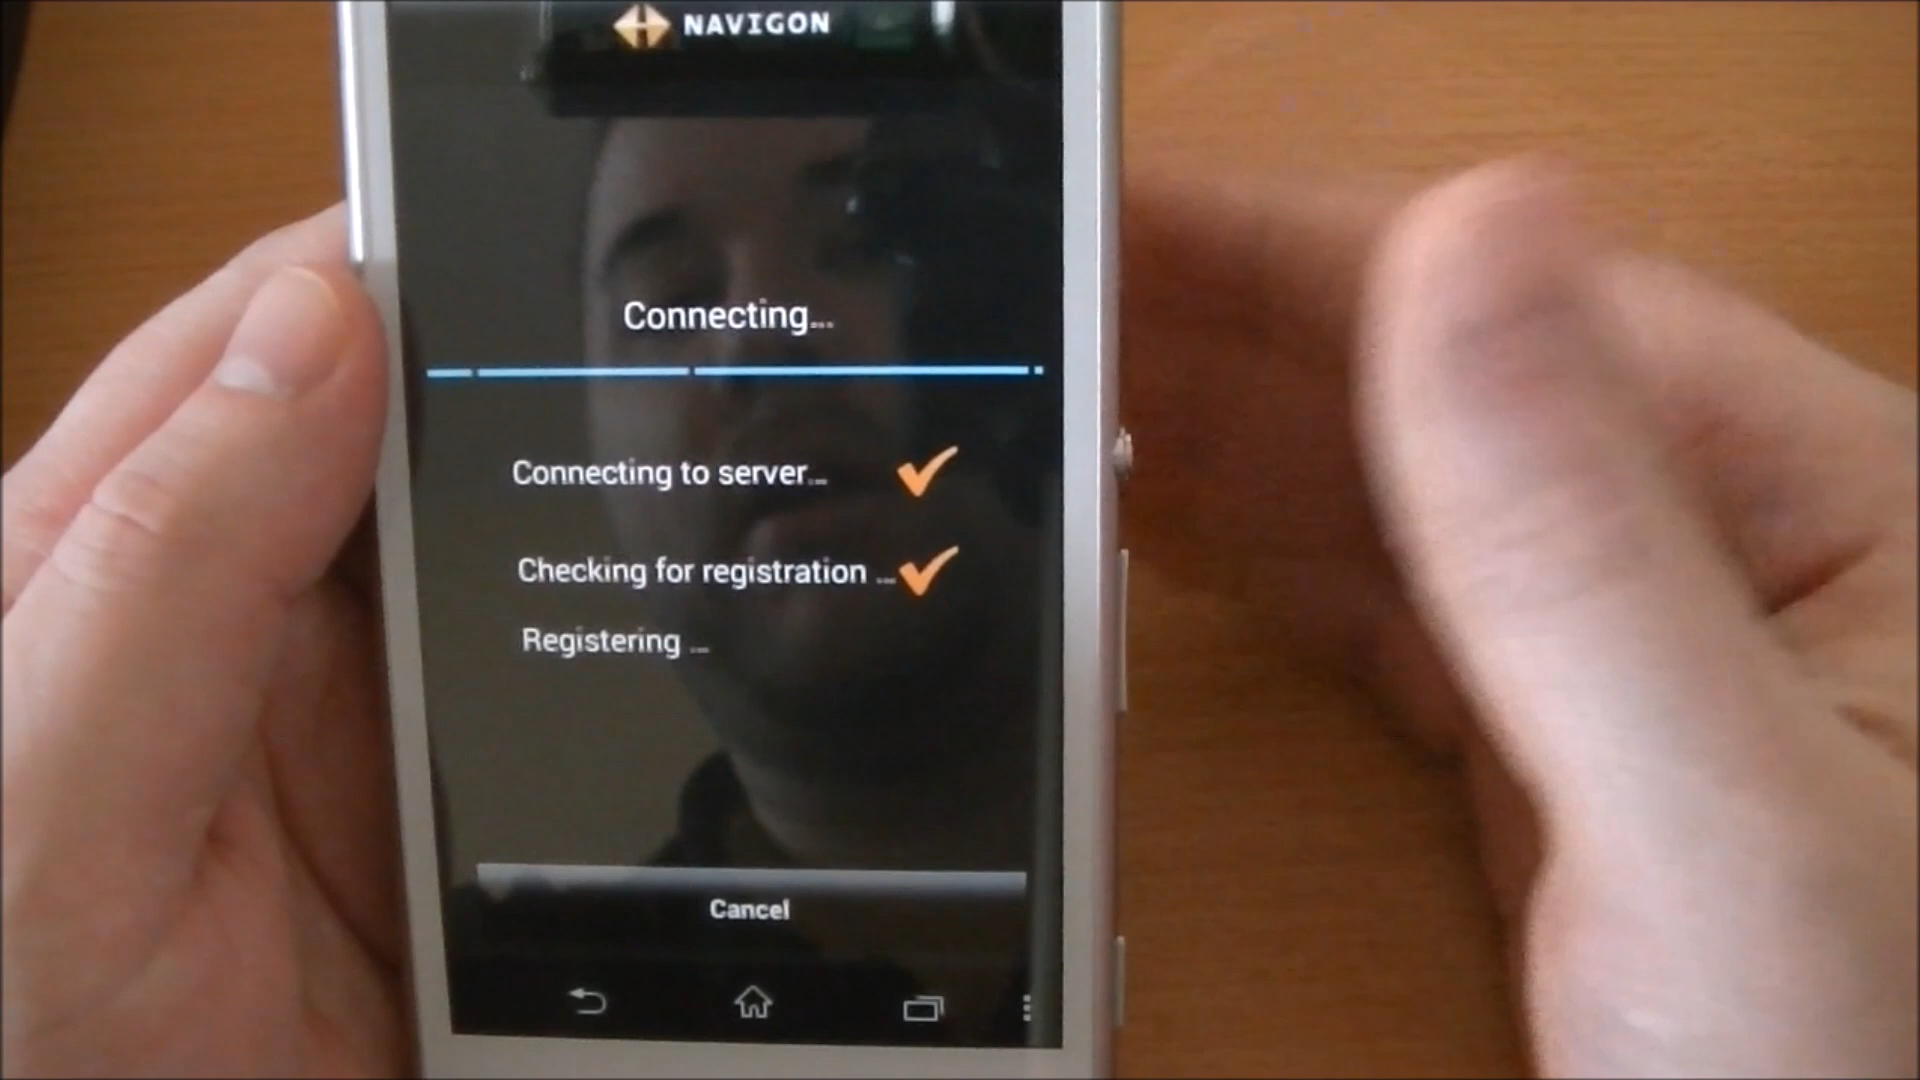 NAVIGON
Connecting...
Connecting to server...
Checking for registration ...
Registering ...
Cancel